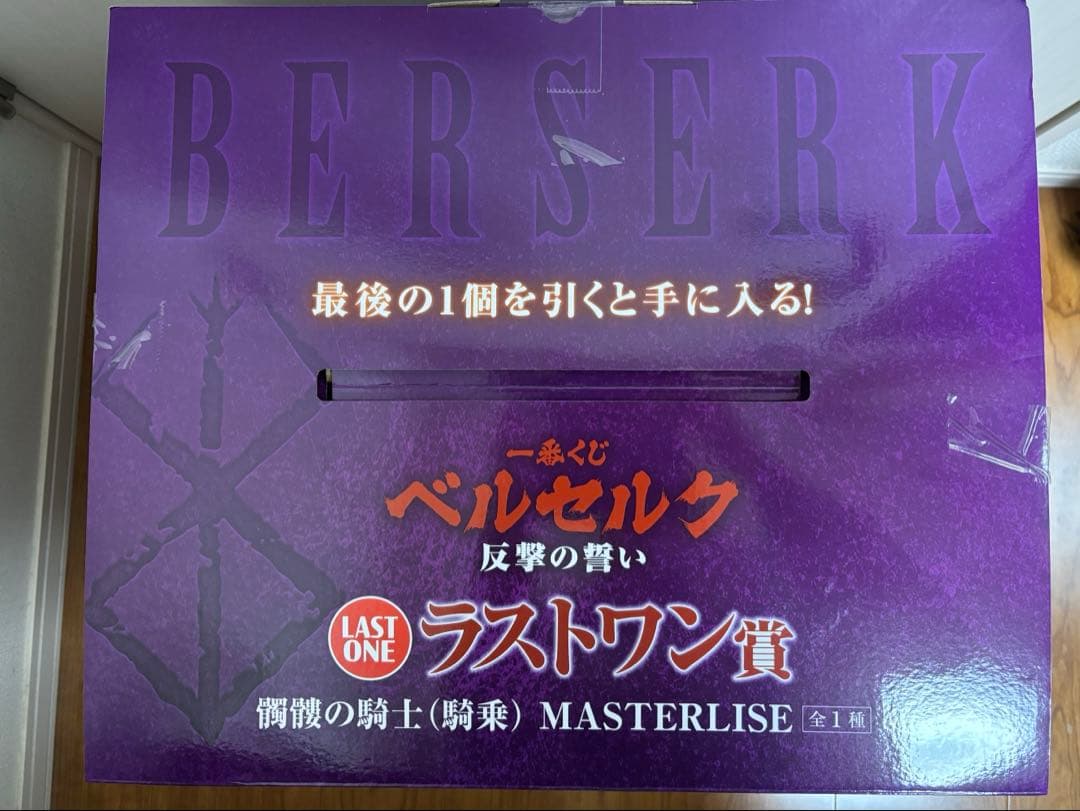 BERSERK
最後の1個を引くと手に入る!
一番くじ
ベルセルク
反撃の誓い
LAST ONE ラストワン賞
髑髏の騎士(騎乗) MASTERLISE 全1種